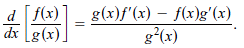 d/dx [f(x)/g(x)] = (g(x)f′(x) − f(x)g′(x))/g²(x).